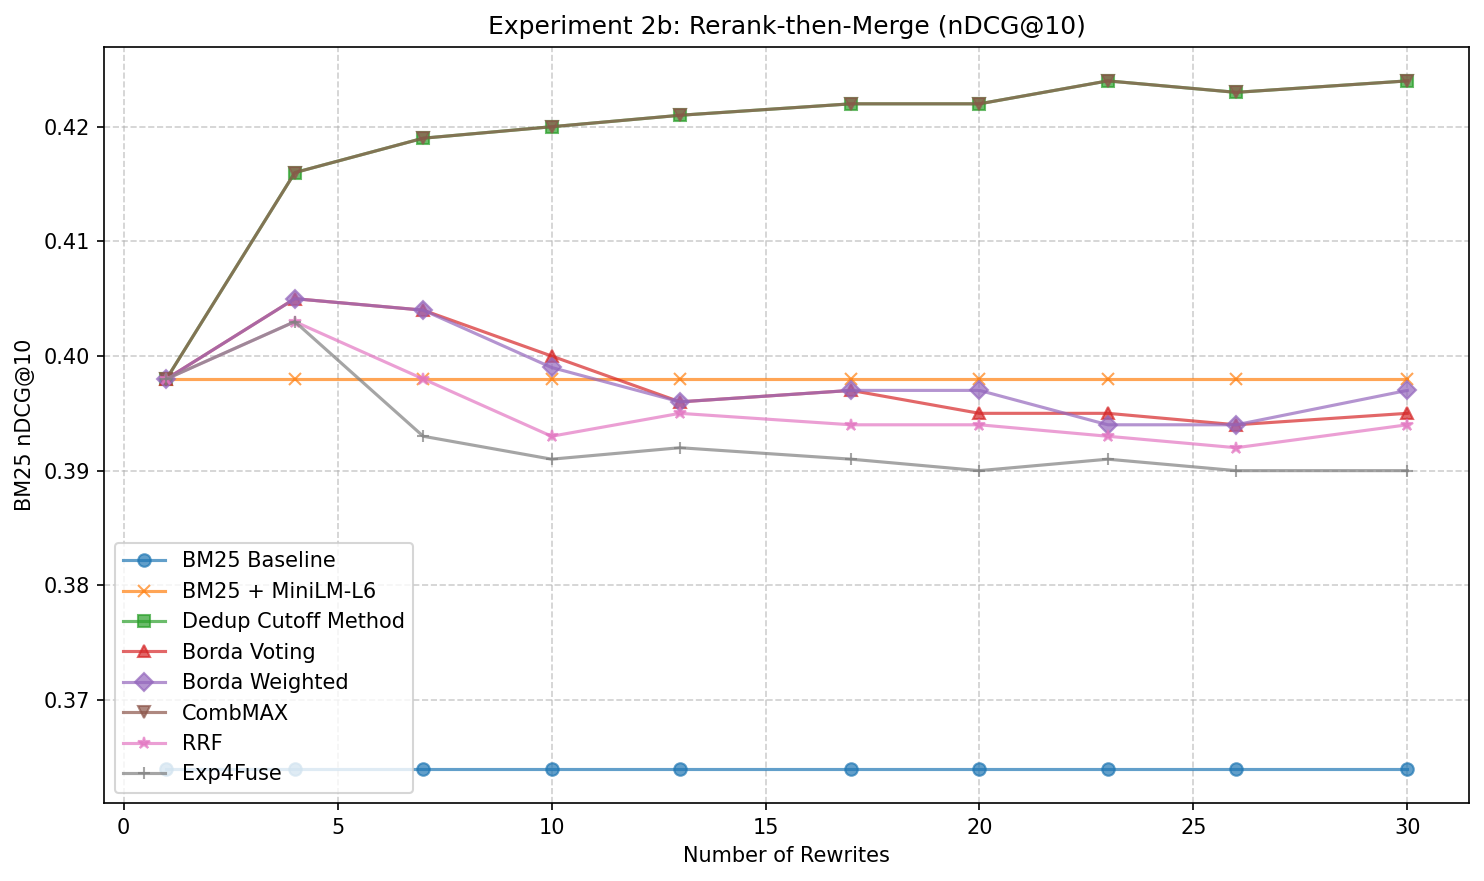 Experiment 2b: Rerank-then-Merge (nDCG@10)
BM25 nDCG@10
0.42
0.41
0.40
0.39
0.38
0.37
BM25 Baseline
BM25 + MiniLM-L6
Dedup Cutoff Method
Borda Voting
Borda Weighted
CombMAX
RRF
Exp4Fuse
0 5 10 15 20 25 30
Number of Rewrites